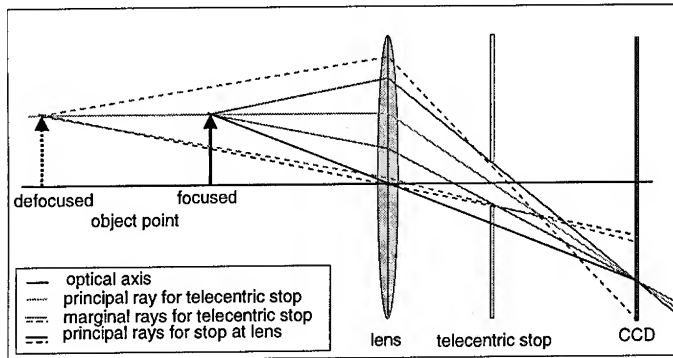 defocused
focused
object point
optical axis
principal ray for telecentric stop
marginal rays for telecentric stop
principal rays for stop at lens
lens
telecentric stop
CCD